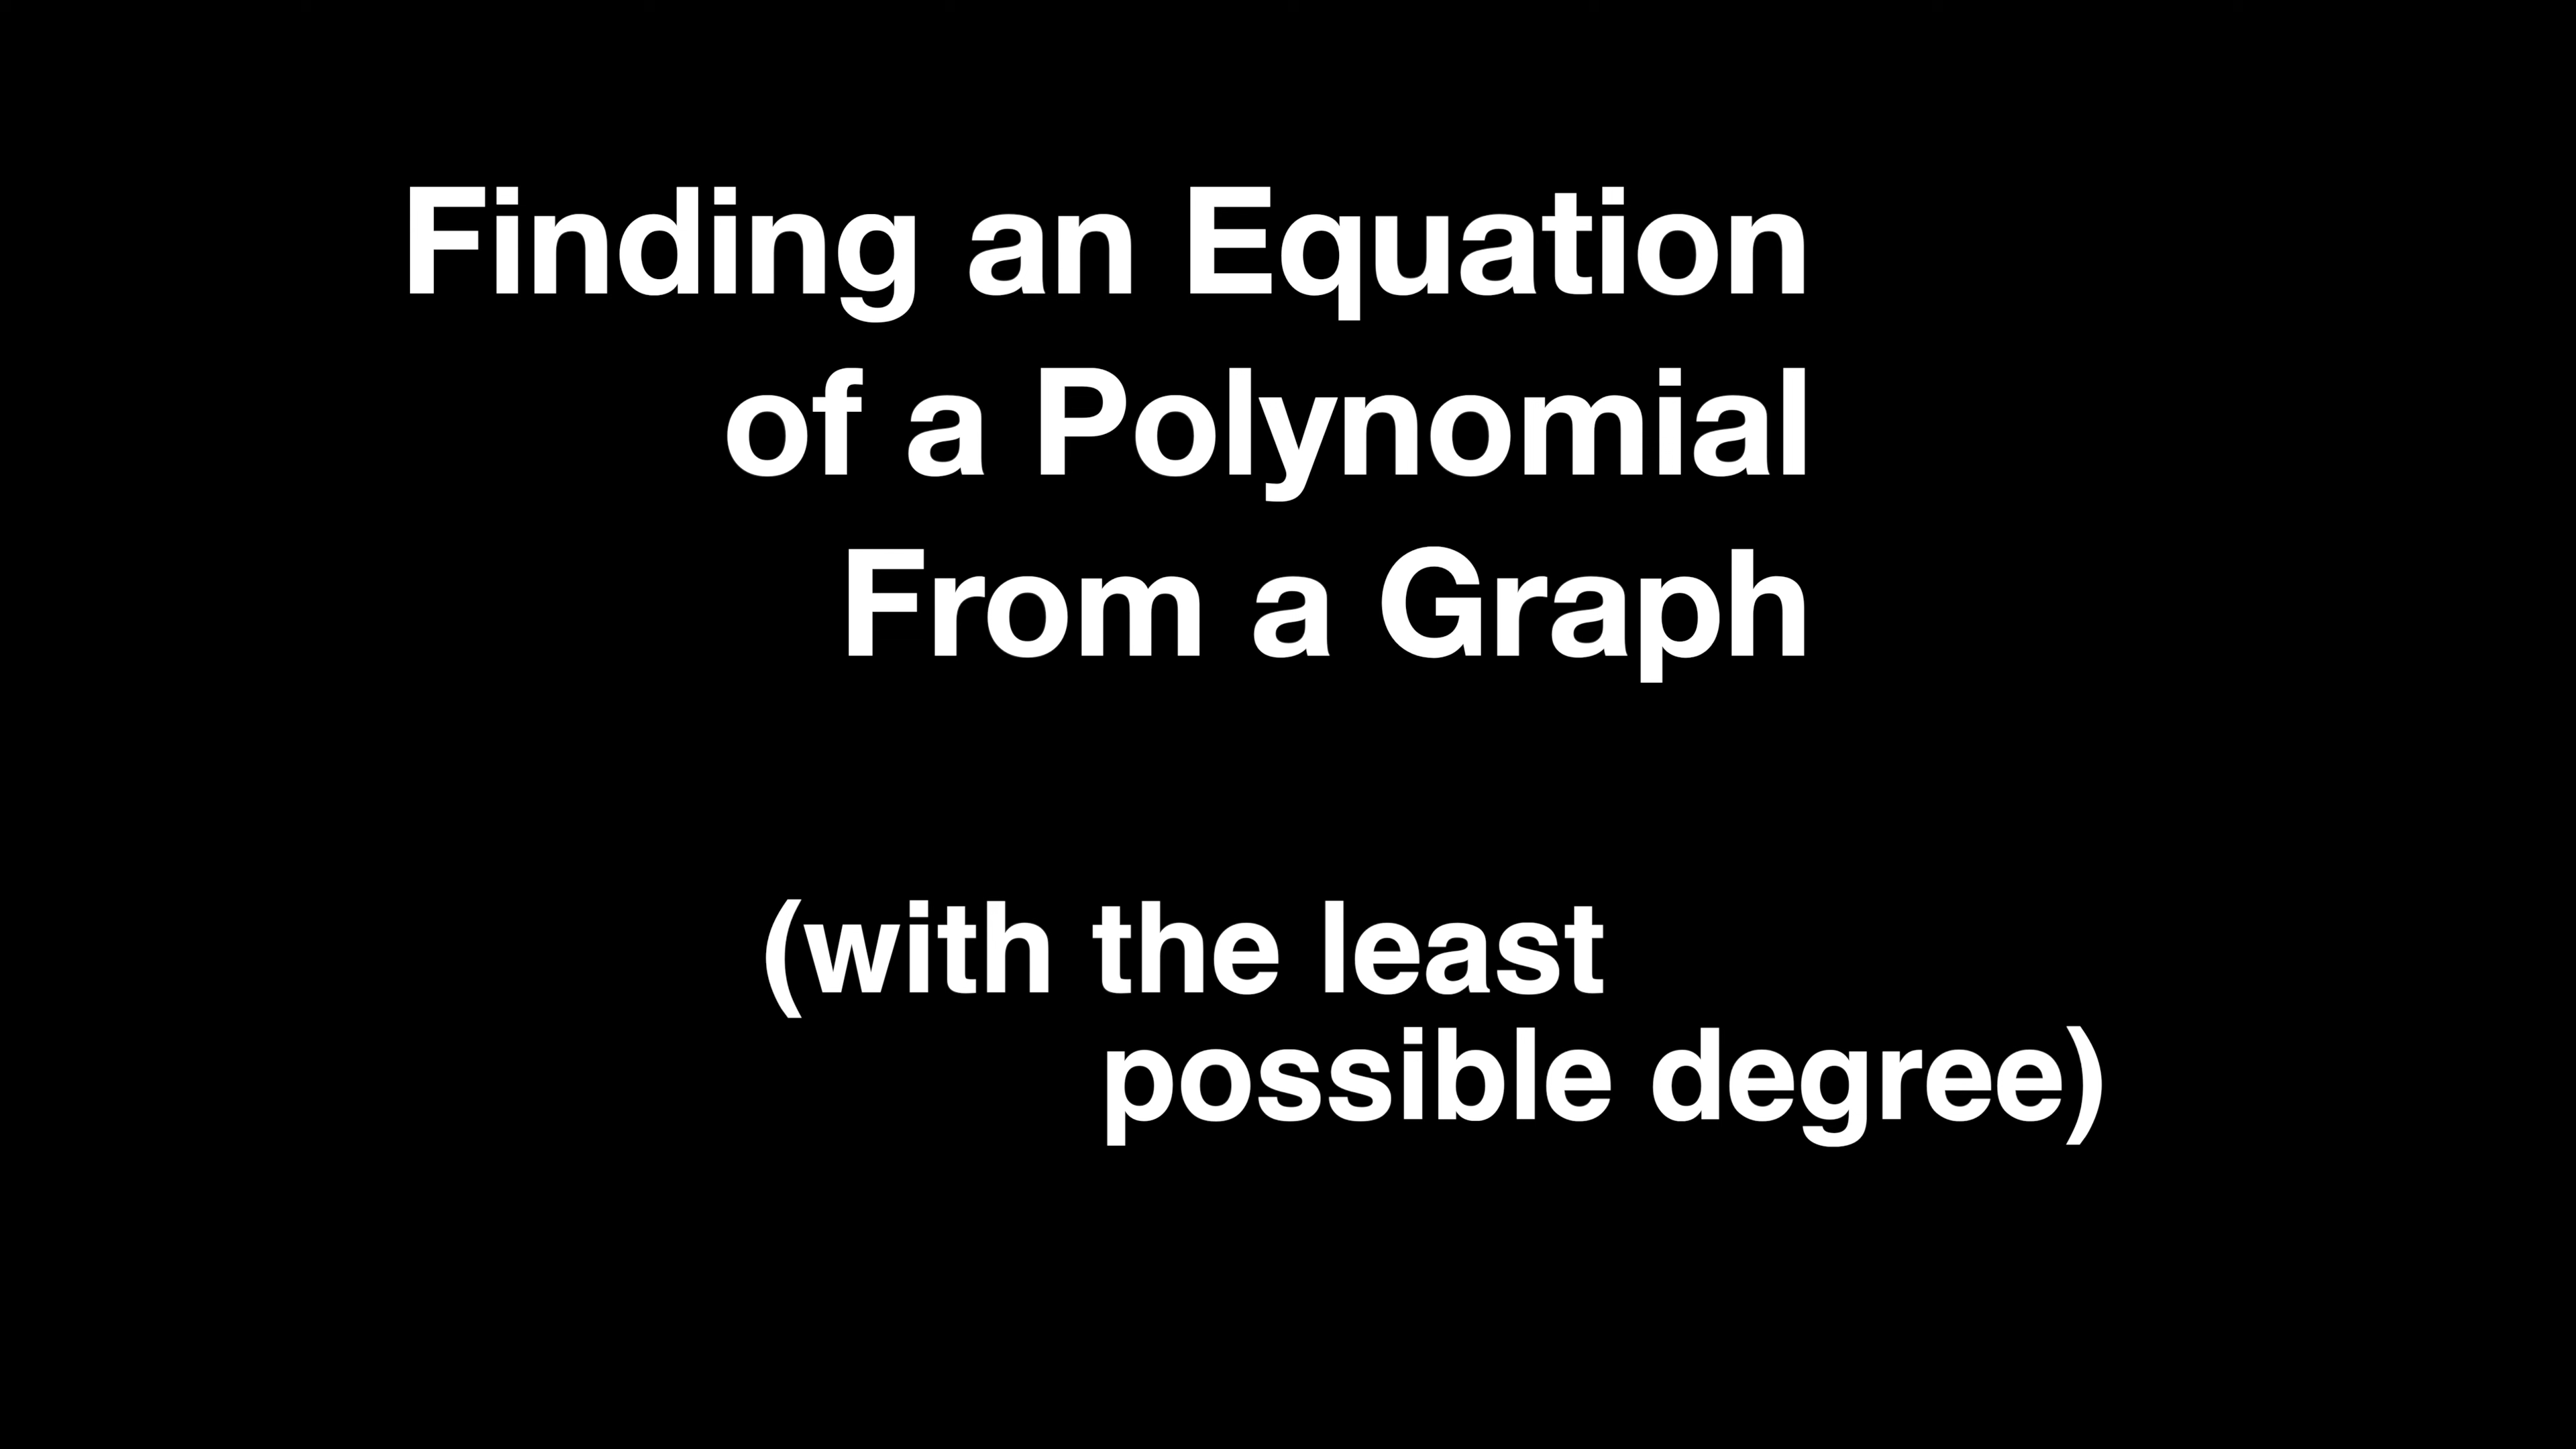 Finding an Equation
of a Polynomial
From a Graph
(with the least
possible degree)